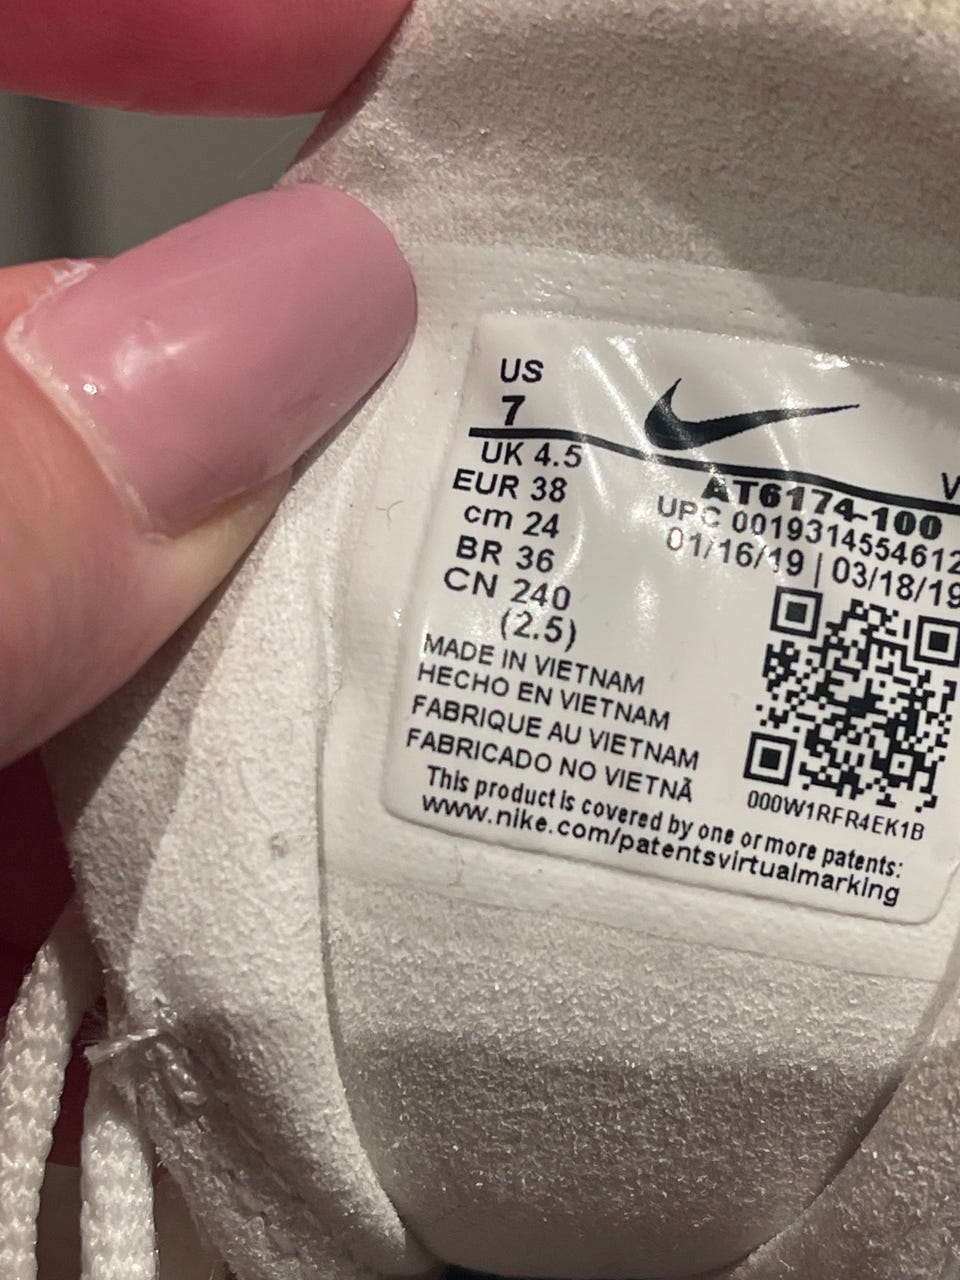 US
7
UK 4.5
EUR 38
cm 24
BR 36
CN 240
(2.5)
AT6174-100
UPC 0019314554612
01/16/19 | 03/18/19
MADE IN VIETNAM
HECHO EN VIETNAM
FABRIQUE AU VIETNAM
FABRICADO NO VIETNÃ
000W1RFR4EK1B
This product is covered by one or more patents:
www.nike.com/patentsvirtualmarking